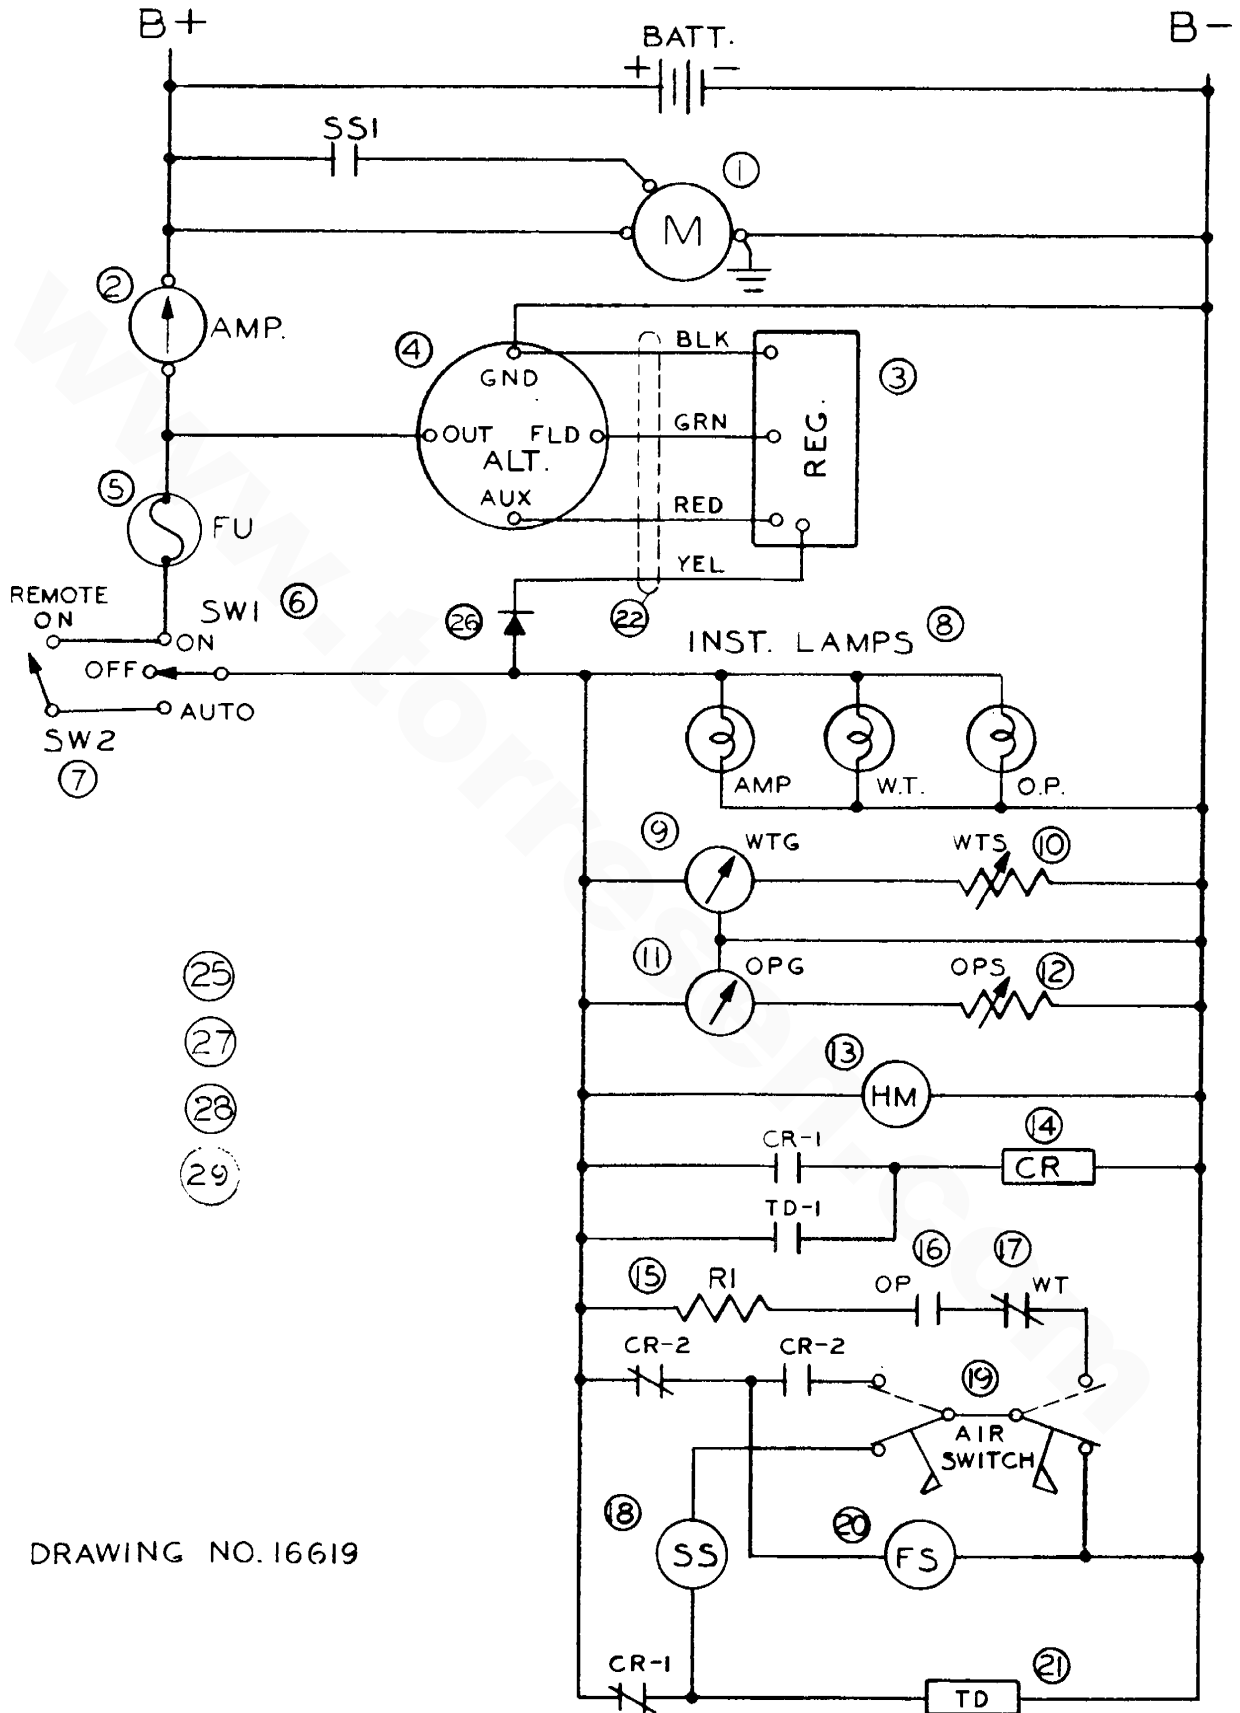 B+
B-
BATT.
+ -
SS1
1
M
2
AMP.
4
BLK
3
GND
OUT
FLD
GRN
REG.
ALT.
5
AUX
RED
FU
YEL
REMOTE ON
SW1
6
26
22
INST. LAMPS
8
ON
OFF
AUTO
SW2
7
AMP
W.T.
O.P.
9
WTG
WTS
10
11
OPG
OPS
12
25
27
28
29
13
HM
CR-1
14
CR
TD-1
15
R1
16
OP
17
WT
CR-2
CR-2
19
AIR
SWITCH
18
SS
20
FS
DRAWING NO. 16619
CR-1
21
TD
www.torresen.com